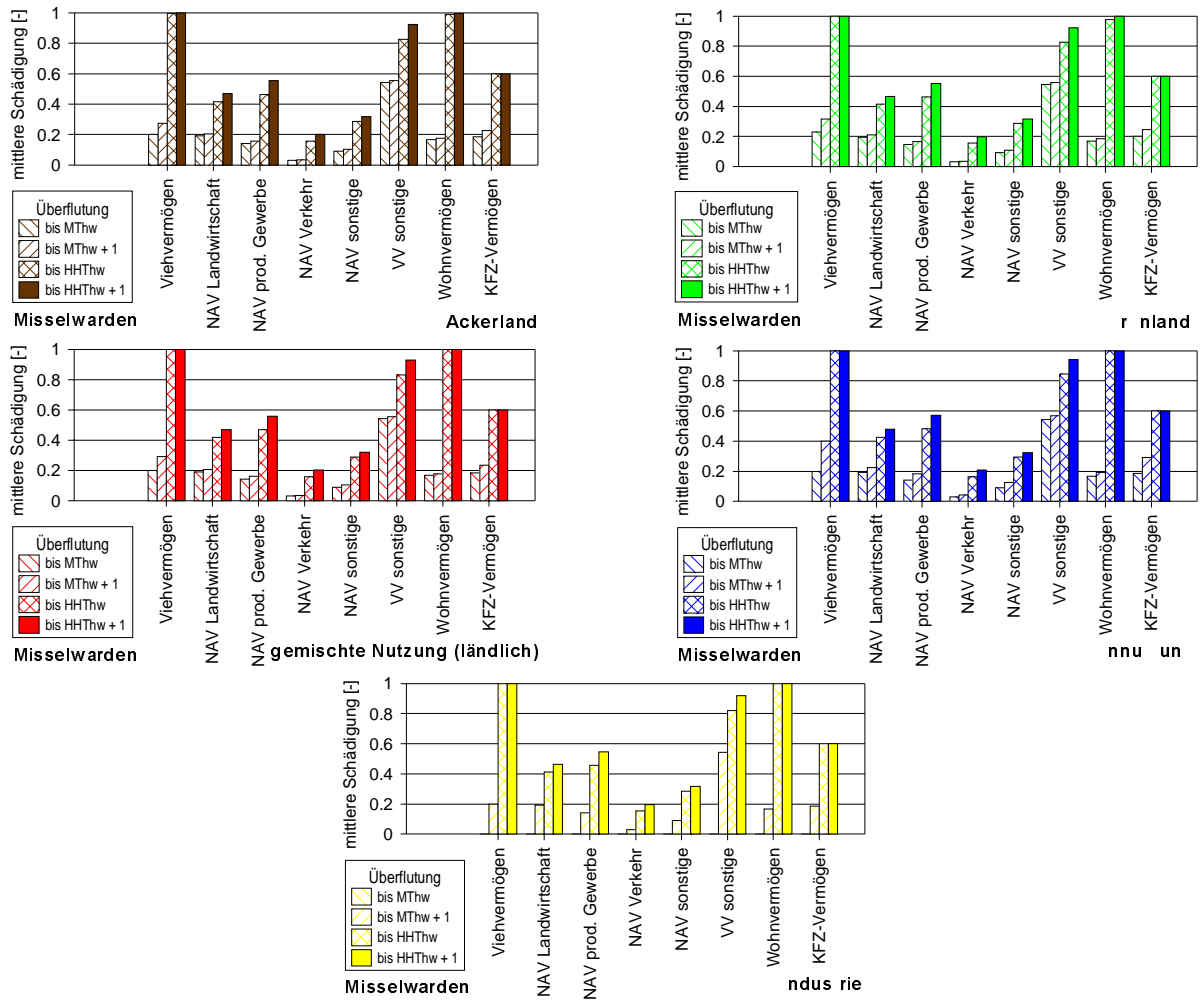 mittlere Schädigung [-]
1
0.8
0.6
0.4
0.2
0
Viehvermögen
NAV Landwirtschaft
NAV prod. Gewerbe
NAV Verkehr
NAV sonstige
VV sonstige
Wohnvermögen
KFZ-Vermögen
Überflutung
bis MThw
bis MThw + 1
bis HHThw
bis HHThw + 1
Misselwarden
Ackerland
mittlere Schädigung [-]
1
0.8
0.6
0.4
0.2
0
Viehvermögen
NAV Landwirtschaft
NAV prod. Gewerbe
NAV Verkehr
NAV sonstige
VV sonstige
Wohnvermögen
KFZ-Vermögen
Überflutung
bis MThw
bis MThw + 1
bis HHThw
bis HHThw + 1
Misselwarden
r nland
mittlere Schädigung [-]
1
0.8
0.6
0.4
0.2
0
Viehvermögen
NAV Landwirtschaft
NAV prod. Gewerbe
NAV Verkehr
NAV sonstige
VV sonstige
Wohnvermögen
KFZ-Vermögen
Überflutung
bis MThw
bis MThw + 1
bis HHThw
bis HHThw + 1
Misselwarden
gemischte Nutzung (ländlich)
mittlere Schädigung [-]
1
0.8
0.6
0.4
0.2
0
Viehvermögen
NAV Landwirtschaft
NAV prod. Gewerbe
NAV Verkehr
NAV sonstige
VV sonstige
Wohnvermögen
KFZ-Vermögen
Überflutung
bis MThw
bis MThw + 1
bis HHThw
bis HHThw + 1
Misselwarden
nnu un
mittlere Schädigung [-]
1
0.8
0.6
0.4
0.2
0
Viehvermögen
NAV Landwirtschaft
NAV prod. Gewerbe
NAV Verkehr
NAV sonstige
VV sonstige
Wohnvermögen
KFZ-Vermögen
Überflutung
bis MThw
bis MThw + 1
bis HHThw
bis HHThw + 1
Misselwarden
ndus rie